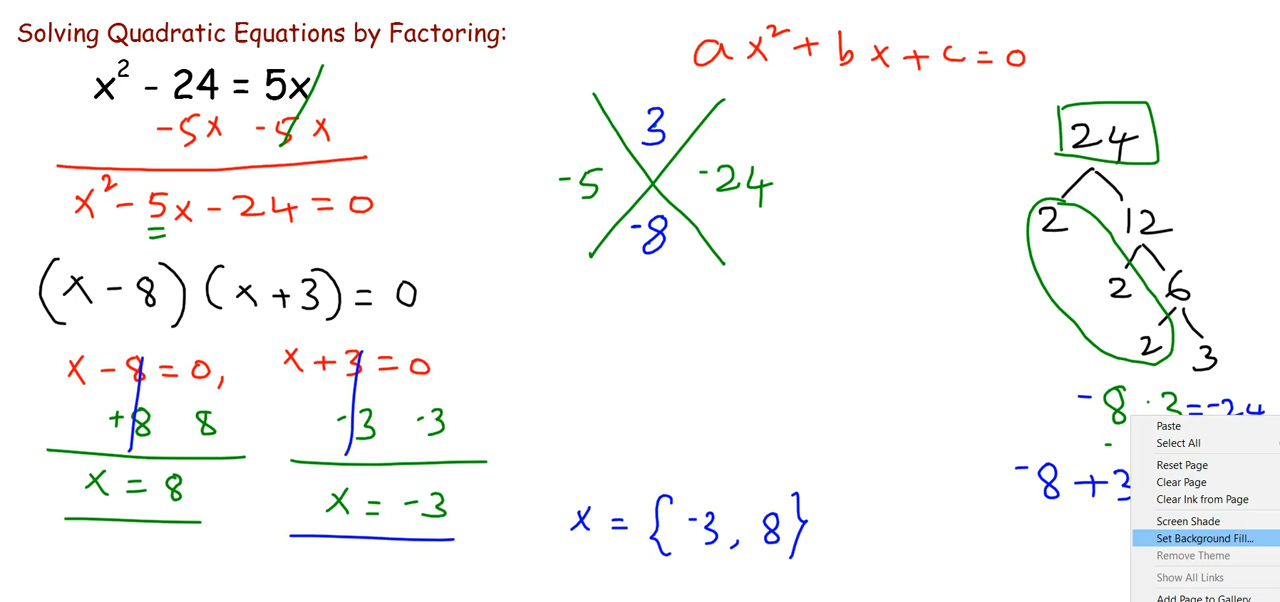 Solving Quadratic Equations by Factoring:
ax² + bx + c = 0
x² - 24 = 5x
-5x -5x
x² - 5x - 24 = 0
(x - 8) (x + 3) = 0
x - 8 = 0, x + 3 = 0
+8 8 -3 -3
x = 8 x = -3
3
-5 -24
-8
x = {-3, 8}
24
2 12
2 6
2 3
-8 · 3 = -24
-
-8 + 3
Paste
Select All
Reset Page
Clear Page
Clear Ink from Page
Screen Shade
Set Background Fill...
Remove Theme
Show All Links
Add Page to Gallery